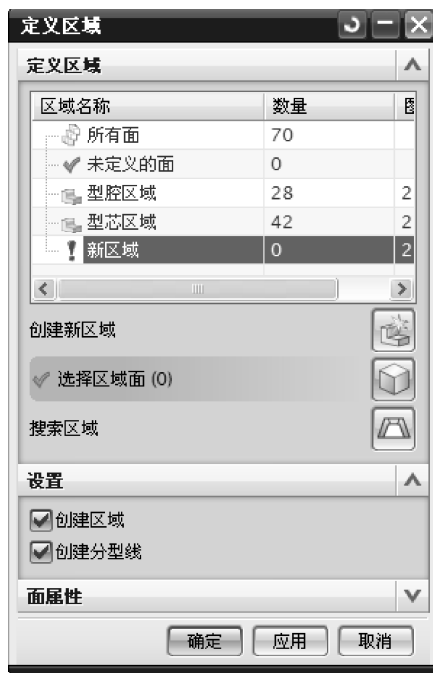 定义区域
定义区域
区域名称 数量 图
所有面 70
未定义的面 0
型腔区域 28 2
型芯区域 42 2
新区域 0 2
创建新区域
选择区域面 (0)
搜索区域
设置
创建区域
创建分型线
面属性
确定 应用 取消